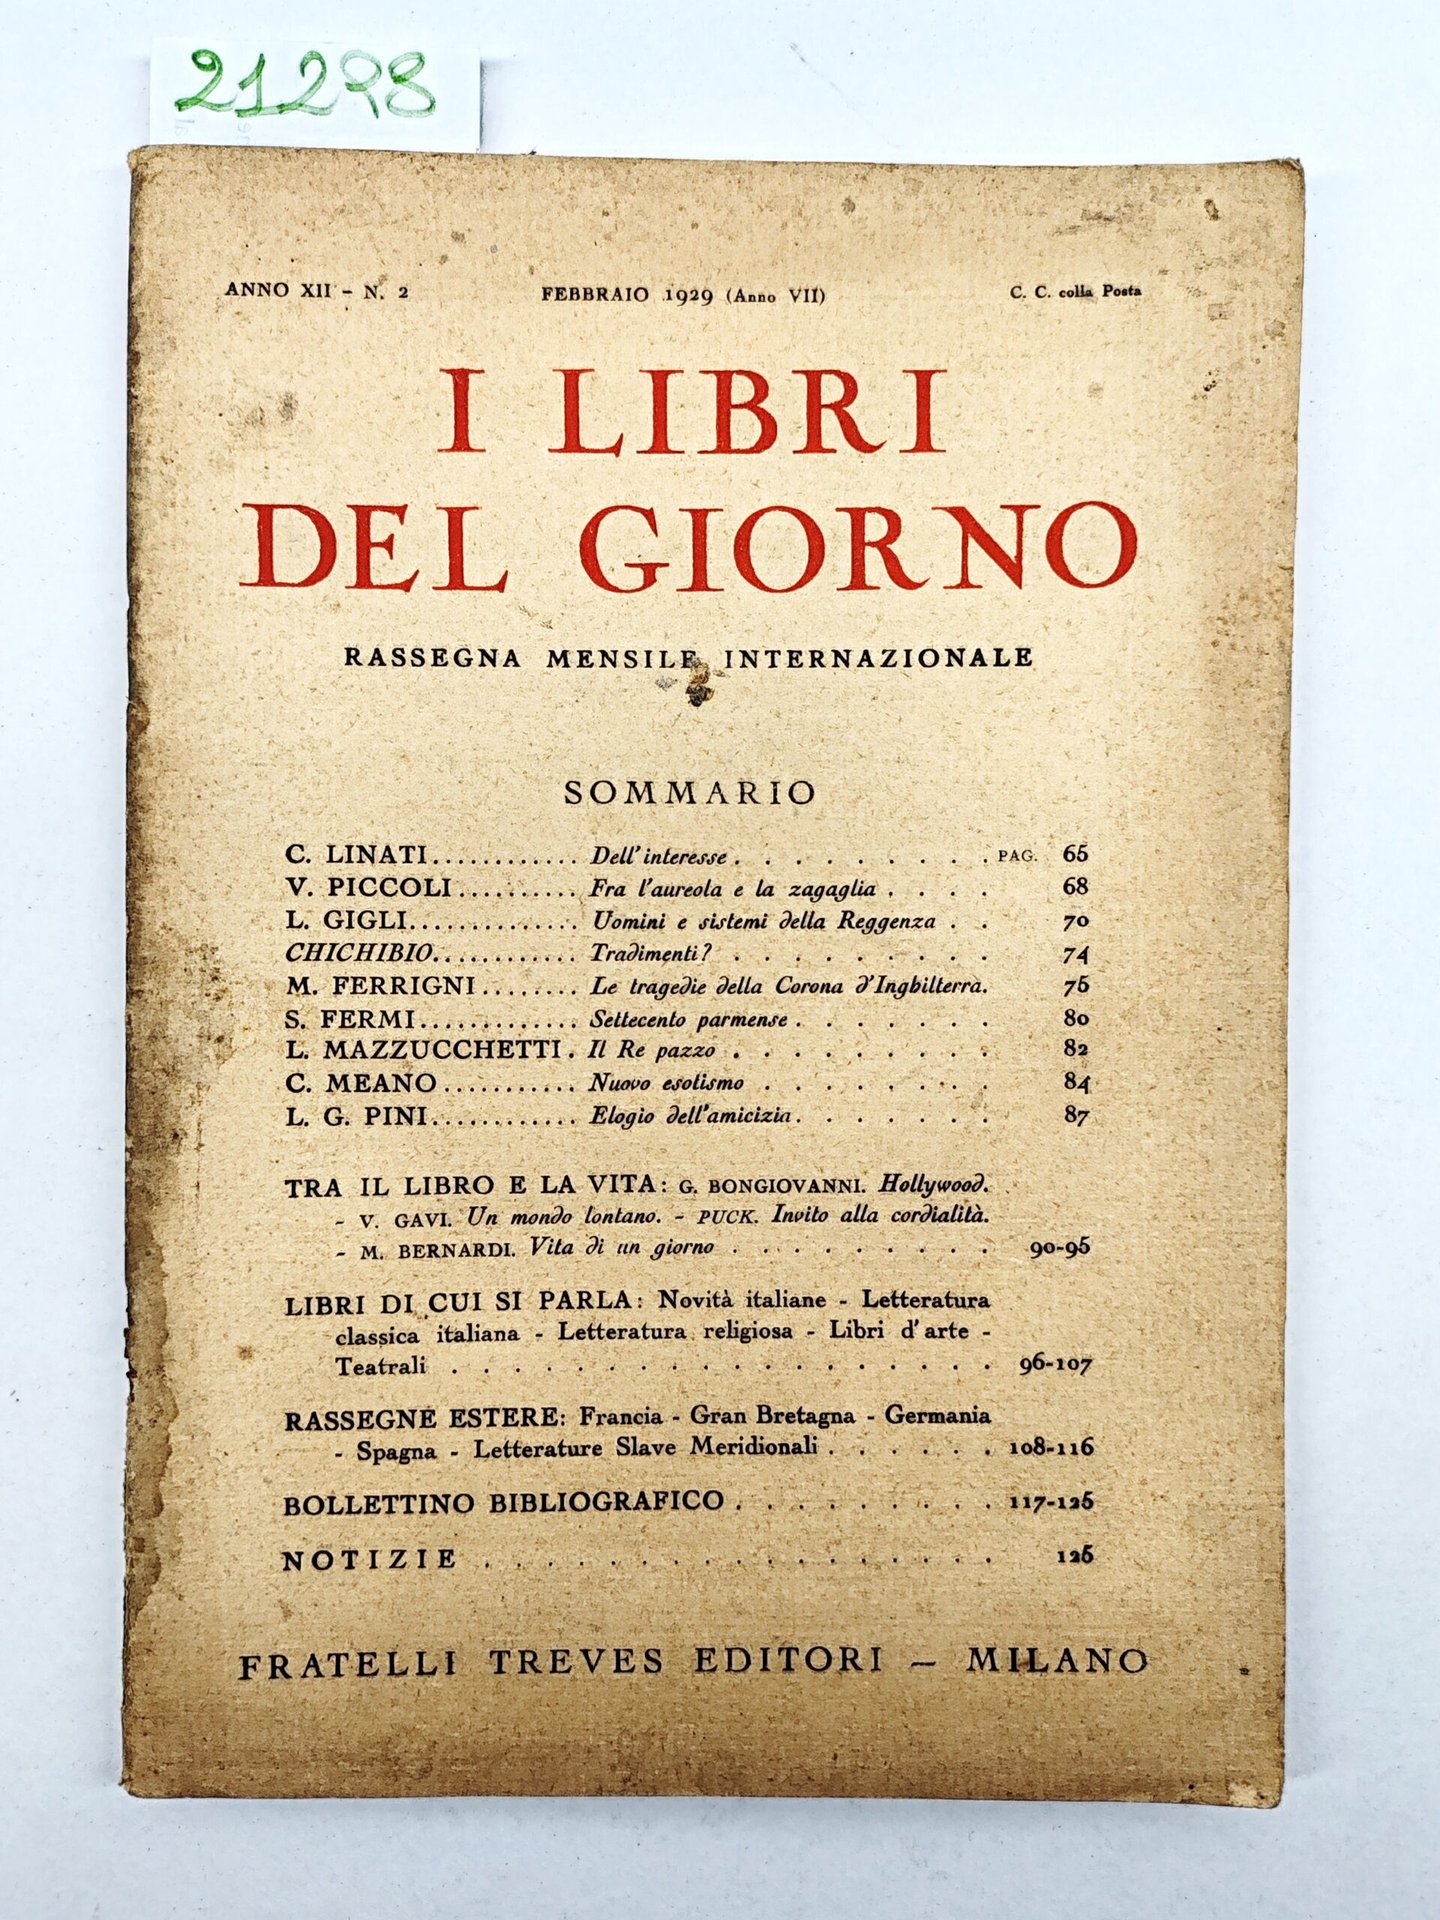 21298
ANNO XII - N. 2 FEBBRAIO 1929 (Anno VII) C. C. colla Posta
I LIBRI
DEL GIORNO
RASSEGNA MENSILE INTERNAZIONALE
SOMMARIO
C. LINATI............ Dell'interesse . . . . . . . . . PAG. 65
V. PICCOLI.......... Fra l'aureola e la zagaglia . . . . 68
L. GIGLI.............. Uomini e sistemi della Reggenza . . 70
CHICHIBIO............ Tradimenti? . . . . . . . . . 74
M. FERRIGNI........ Le tragedie della Corona d'Inghilterra. 75
S. FERMI............. Settecento parmense . . . . . . . 80
L. MAZZUCCHETTI. Il Re pazzo . . . . . . . . . 82
C. MEANO........... Nuovo esotismo . . . . . . . . 84
L. G. PINI............ Elogio dell'amicizia . . . . . . . 87
TRA IL LIBRO E LA VITA: G. BONGIOVANNI. Hollywood.
- V. GAVI. Un mondo lontano. - PUCK. Invito alla cordialità.
- M. BERNARDI. Vita di un giorno . . . . . . . . . 90-95
LIBRI DI CUI SI PARLA: Novità italiane - Letteratura
classica italiana - Letteratura religiosa - Libri d'arte -
Teatrali . . . . . . . . . . . . . . . . . 96-107
RASSEGNE ESTERE: Francia - Gran Bretagna - Germania
- Spagna - Letterature Slave Meridionali . . . . . . 108-116
BOLLETTINO BIBLIOGRAFICO . . . . . . . . . 117-125
NOTIZIE . . . . . . . . . . . . . . . . 125
FRATELLI TREVES EDITORI - MILANO